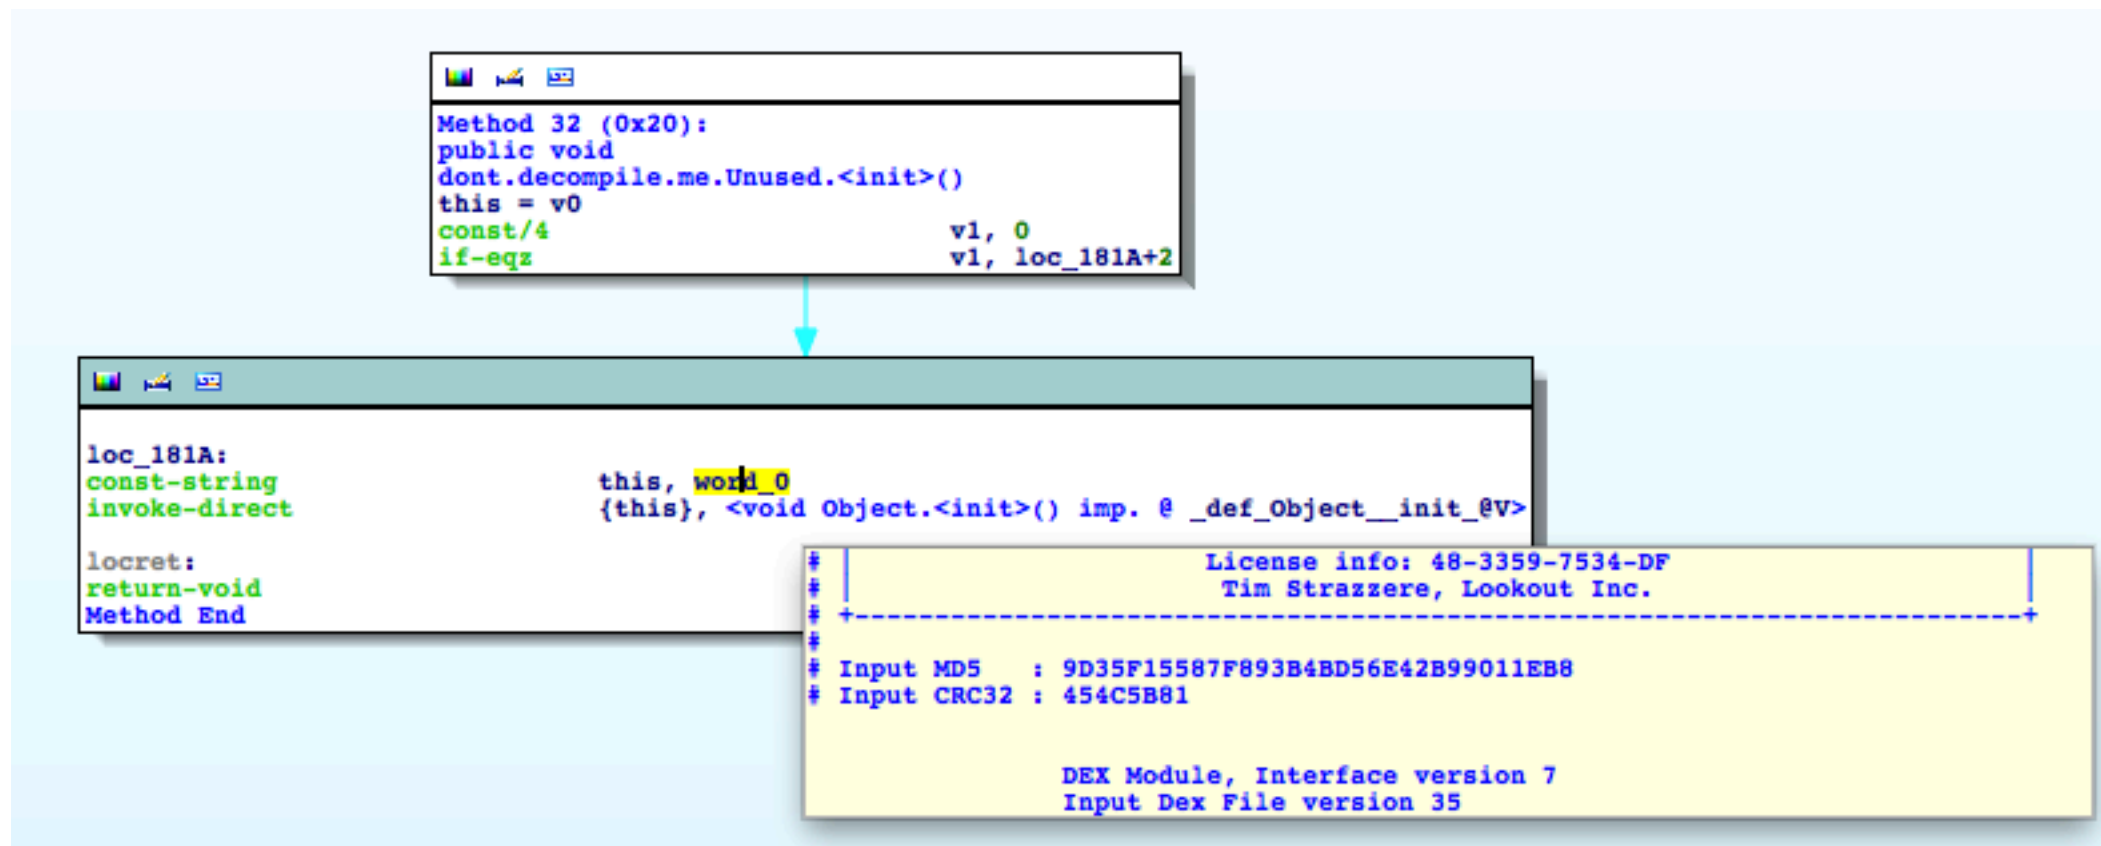 Method 32 (0x20):
public void
dont.decompile.me.Unused.<init>()
this = v0
const/4 v1, 0
if-eqz v1, loc_181A+2
loc_181A:
const-string this, word_0
invoke-direct {this}, <void Object.<init>() imp. @ _def_Object__init_@V>
locret:
return-void
Method End
# | License info: 48-3359-7534-DF |
# | Tim Strazzere, Lookout Inc. |
# +-------------------------------------------------------------------------+
#
# Input MD5 : 9D35F15587F893B4BD56E42B99011EB8
# Input CRC32 : 454C5B81
DEX Module, Interface version 7
Input Dex File version 35